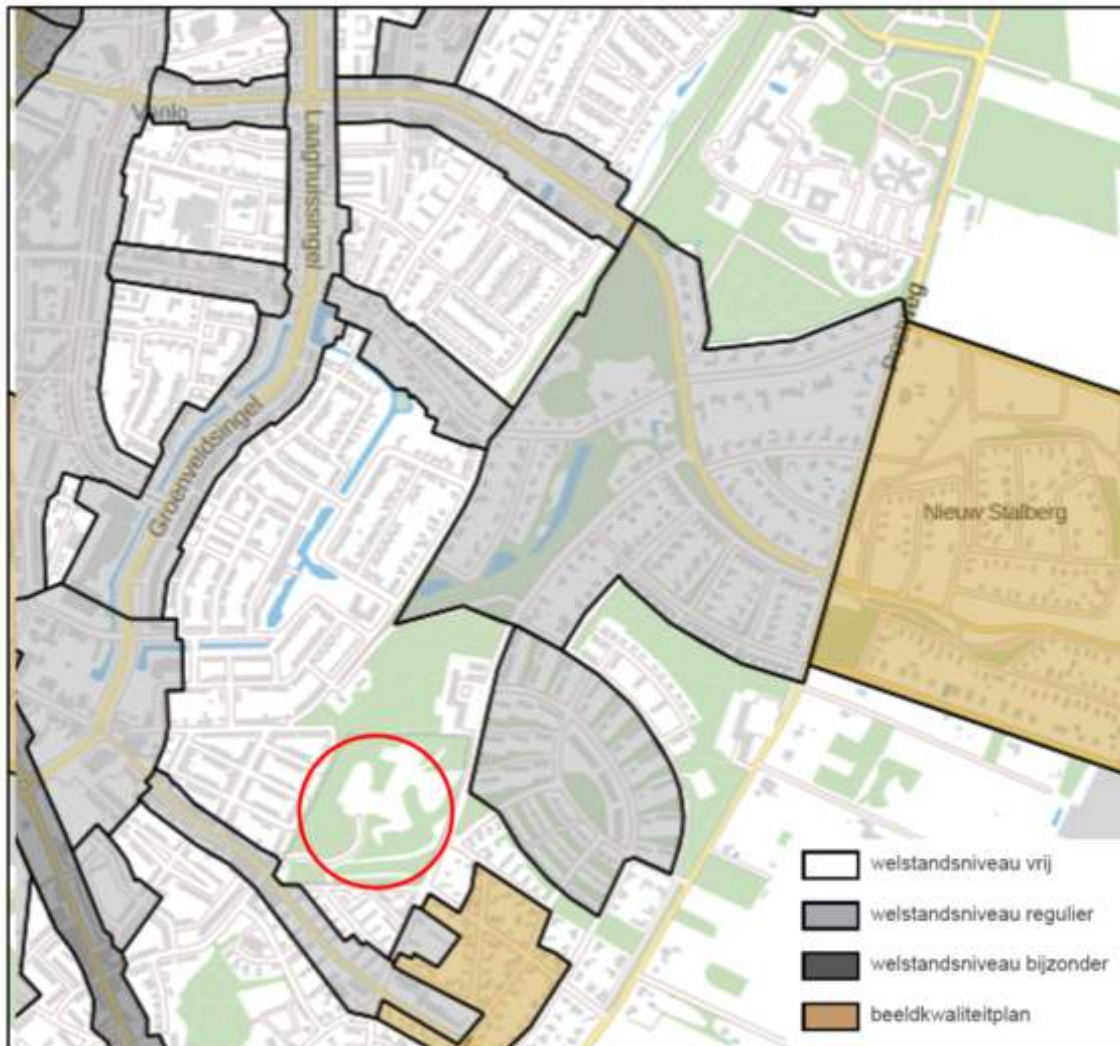 Venlo
Laaghuissingel
Groenveldsingel
Nieuw Stalberg
welstandsniveau vrij
welstandsniveau regulier
welstandsniveau bijzonder
beeldkwaliteitplan